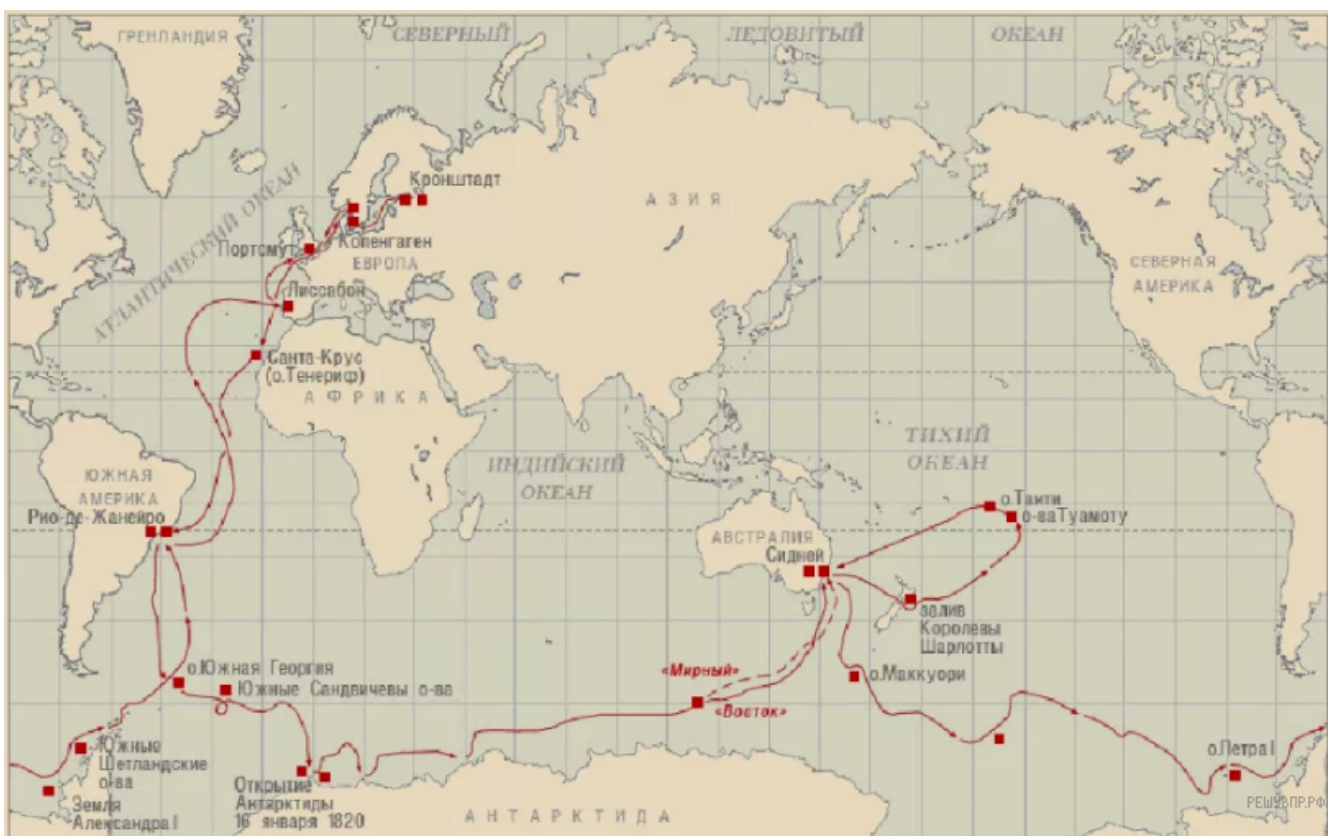 ГРЕНЛАНДИЯ
СЕВЕРНЫЙ
ЛЕДОВИТЫЙ
ОКЕАН
АТЛАНТИЧЕСКИЙ ОКЕАН
Кронштадт
АЗИЯ
Портсмут
Копенгаген
ЕВРОПА
СЕВЕРНАЯ
АМЕРИКА
Лиссабон
Санта-Крус
(о.Тенериф)
АФРИКА
ТИХИЙ
ОКЕАН
ИНДИЙСКИЙ
ОКЕАН
ЮЖНАЯ
АМЕРИКА
Рио-де-Жанейро
о.Таити
о-ва Туамоту
АВСТРАЛИЯ
Сидней
залив
Королевы
Шарлотты
о.Южная Георгия
Южные Сандвичевы о-ва
«Мирный»
«Восток»
о.Маккуори
Южные
Шетландские
о-ва
Земля
Александра I
Открытие
Антарктиды
16 января 1820
АНТАРКТИДА
о.Петра I
РЕШУВПР.РФ